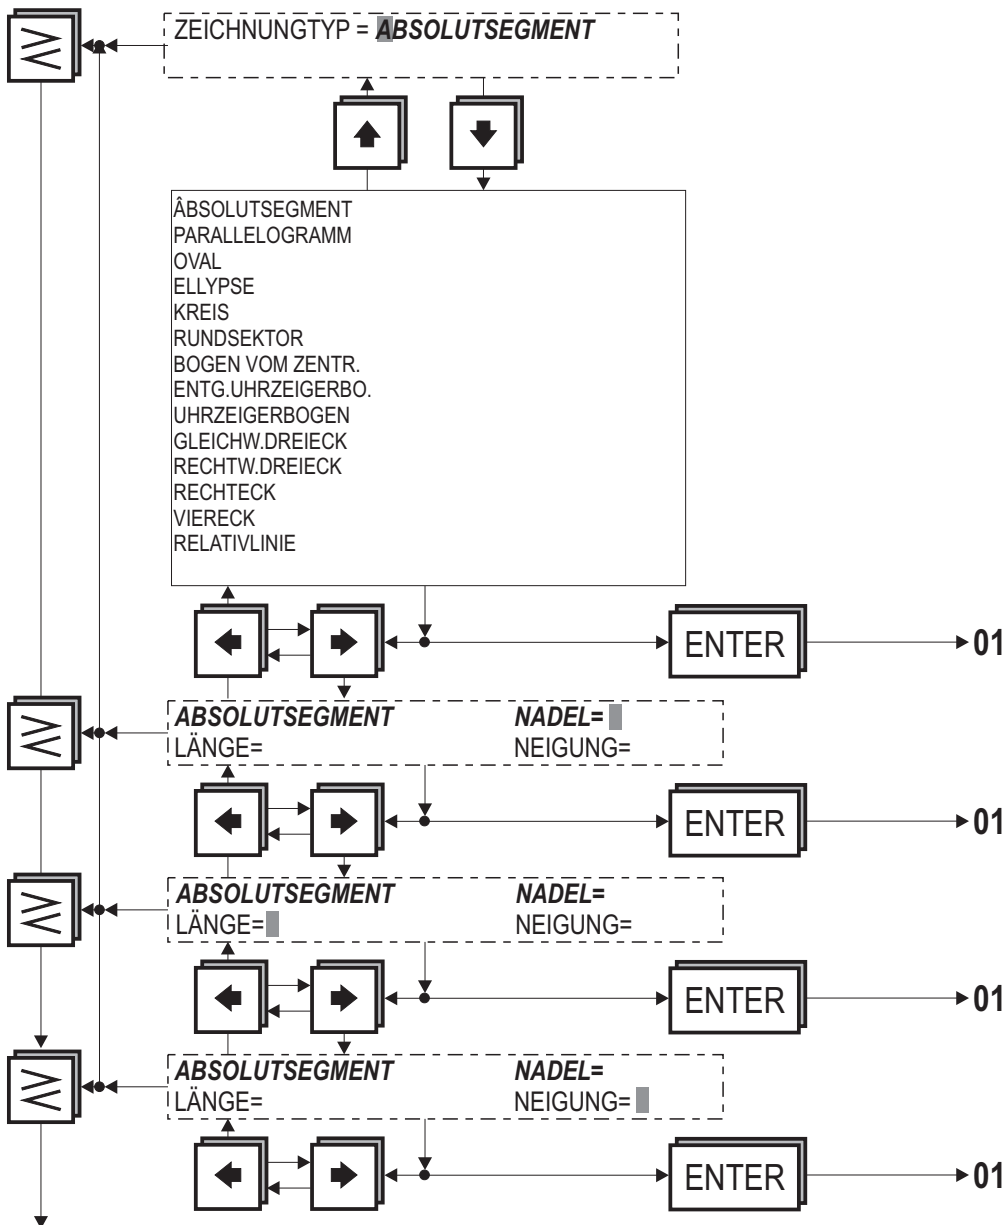 ZEICHNUNGTYP = ABSOLUTSEGMENT
ÂBSOLUTSEGMENT
PARALLELOGRAMM
OVAL
ELLYPSE
KREIS
RUNDSEKTOR
BOGEN VOM ZENTR.
ENTG.UHRZEIGERBO.
UHRZEIGERBOGEN
GLEICHW.DREIECK
RECHTW.DREIECK
RECHTECK
VIERECK
RELATIVLINIE
ENTER 01
ABSOLUTSEGMENT NADEL=
LÄNGE= NEIGUNG=
ENTER 01
ABSOLUTSEGMENT NADEL=
LÄNGE= NEIGUNG=
ENTER 01
ABSOLUTSEGMENT NADEL=
LÄNGE= NEIGUNG=
ENTER 01